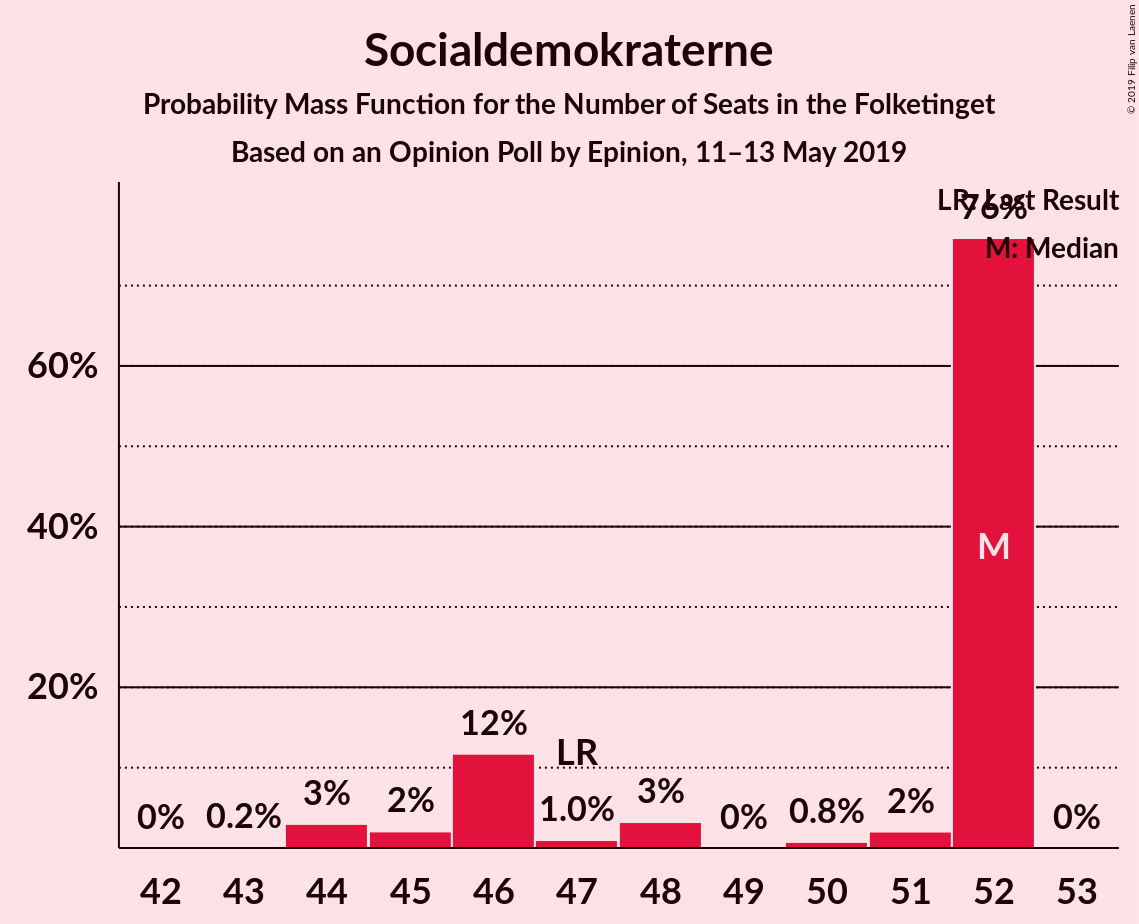 Socialdemokraterne
Probability Mass Function for the Number of Seats in the Folketinget
Based on an Opinion Poll by Epinion, 11–13 May 2019
© 2019 Filip van Laenen
LR: Last Result
M: Median
76%
60%
40%
20%
M
12%
LR
0%
0.2%
3%
2%
1.0%
3%
0%
0.8%
2%
0%
42 43 44 45 46 47 48 49 50 51 52 53